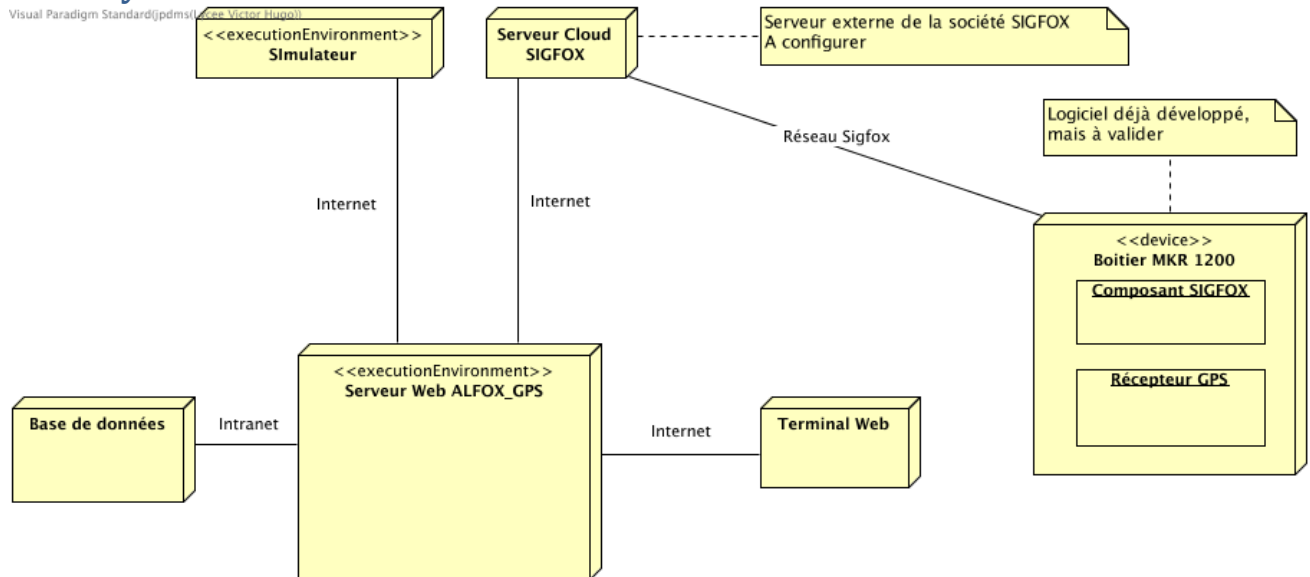 Visual Paradigm Standard(jpdms(Lycee Victor Hugo))
<<executionEnvironment>>
SImulateur
Serveur Cloud
SIGFOX
Serveur externe de la société SIGFOX
A configurer
Logiciel déjà développé,
mais à valider
Réseau Sigfox
Internet
Internet
<<device>>
Boitier MKR 1200
Composant SIGFOX
Récepteur GPS
<<executionEnvironment>>
Serveur Web ALFOX_GPS
Base de données
Intranet
Internet
Terminal Web